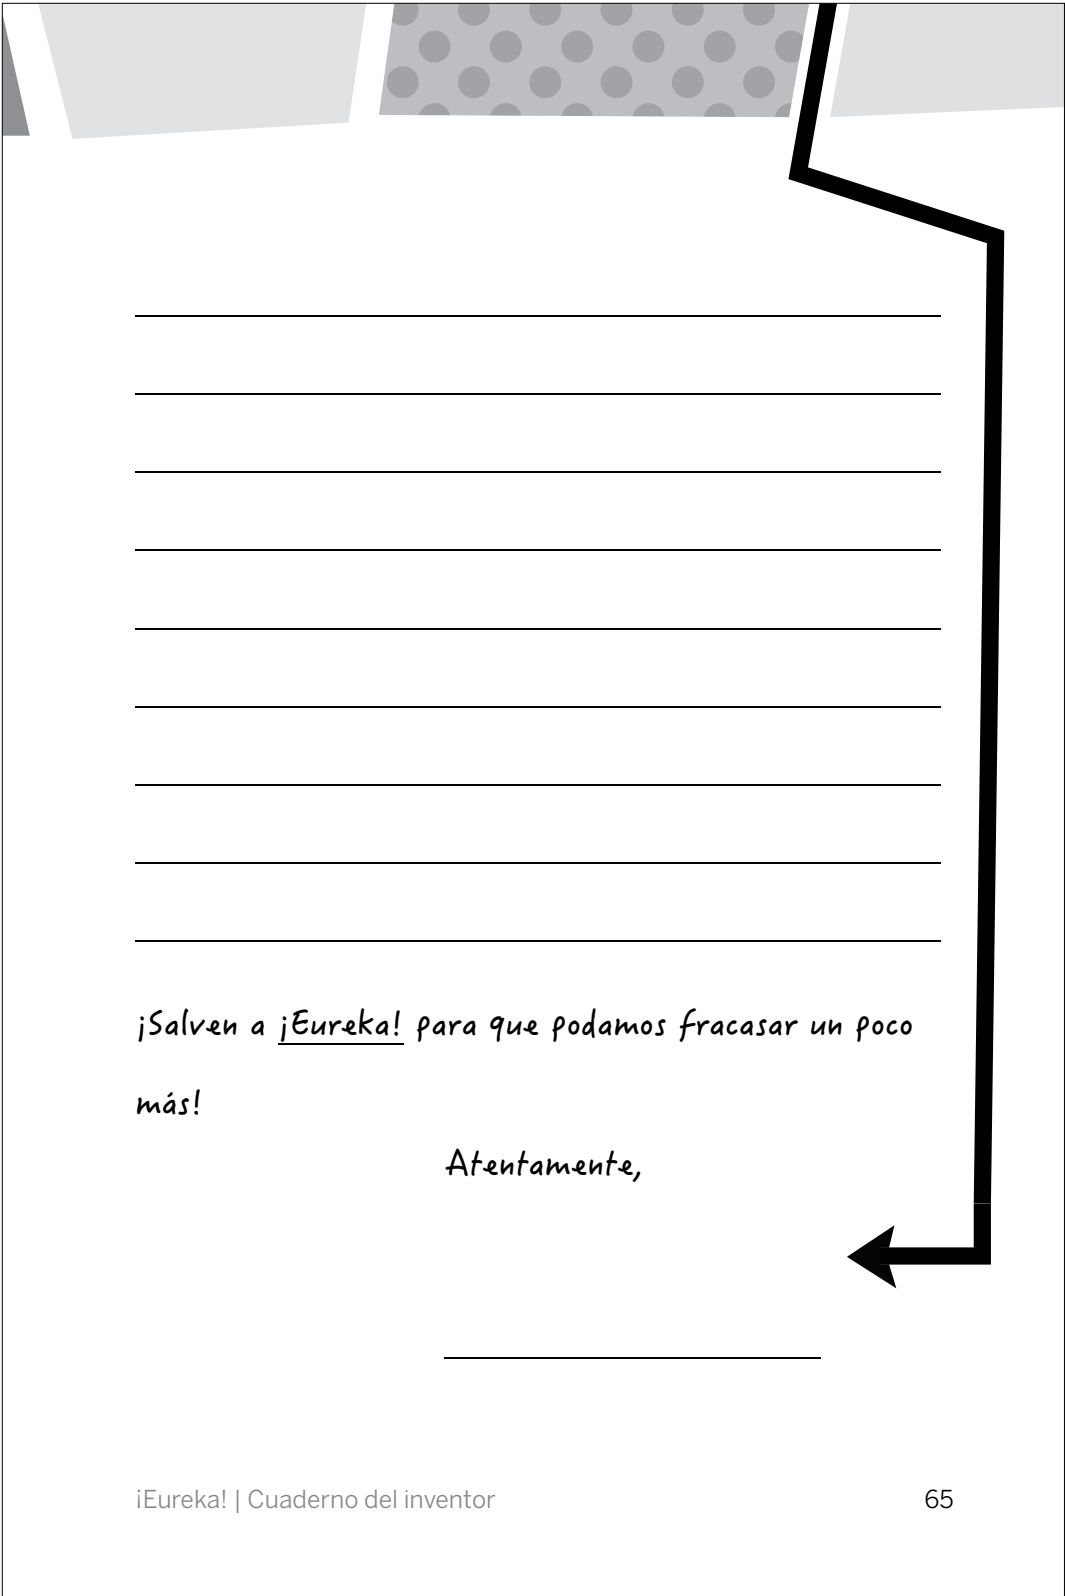 ¡Salven a ¡Eureka! para que podamos fracasar un poco
más!
Atentamente,
¡Eureka! | Cuaderno del inventor 65